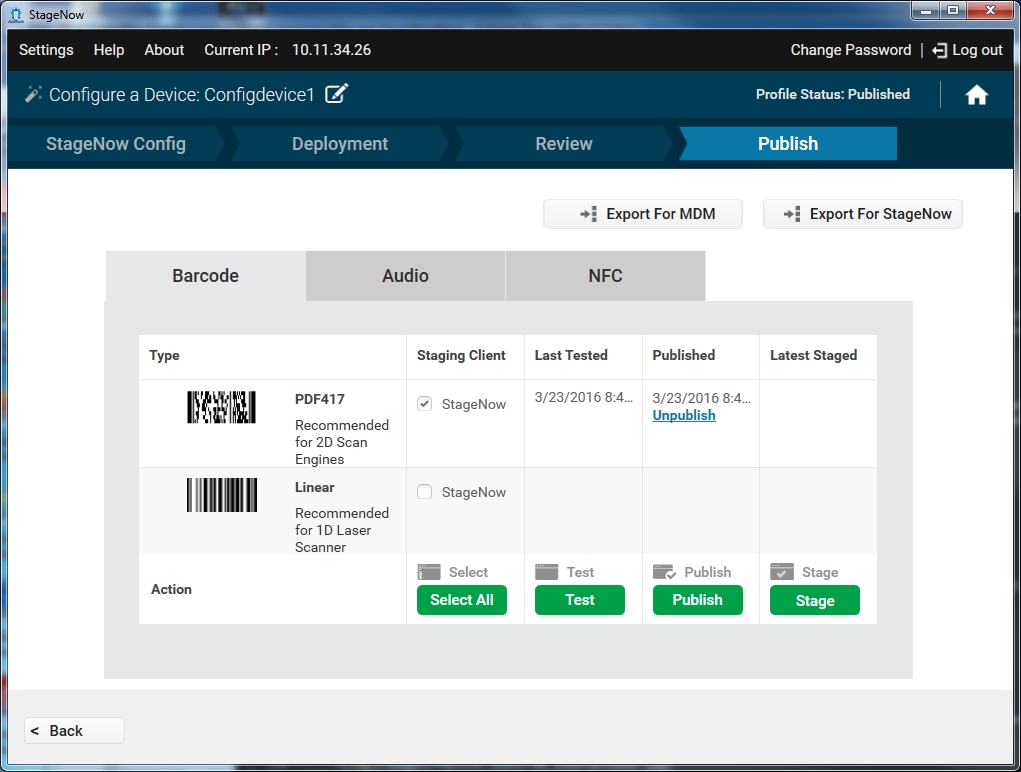 StageNow
Settings Help About Current IP : 10.11.34.26 Change Password | Log out
Configure a Device: Configdevice1 Profile Status: Published
StageNow Config Deployment Review Publish
Export For MDM Export For StageNow
Barcode Audio NFC
Type Staging Client Last Tested Published Latest Staged
PDF417
Recommended
for 2D Scan
Engines
StageNow
3/23/2016 8:4...
3/23/2016 8:4...
Unpublish
Linear
Recommended
for 1D Laser
Scanner
StageNow
Action
Select Test Publish Stage
Select All Test Publish Stage
< Back